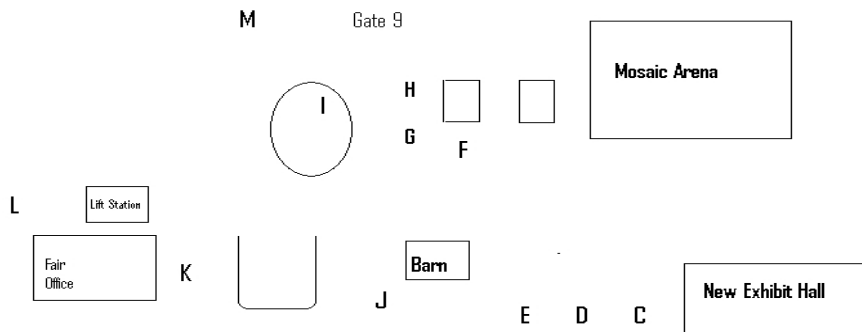 M
Gate 9
Mosaic Arena
H
I
G
F
L
Lift Station
Fair
Office
K
Barn
J
New Exhibit Hall
E
D
C